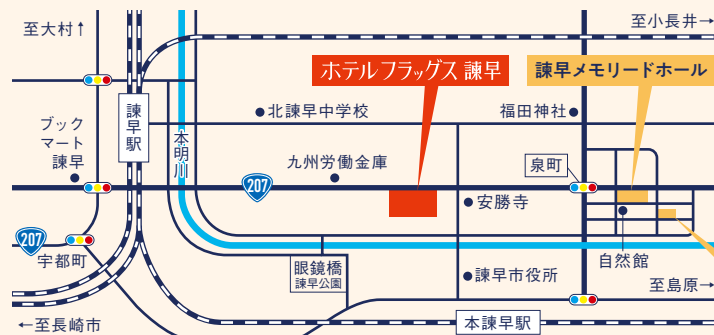 至大村↑
至小長井→
ホテルフラッグス 諫早
諫早メモリードホール
諫早駅
北諫早中学校
福田神社
ブック
マート
諫早
本明川
九州労働金庫
泉町
207
安勝寺
207
宇都町
眼鏡橋
諫早公園
自然館
諫早市役所
至島原→
←至長崎市
本諫早駅